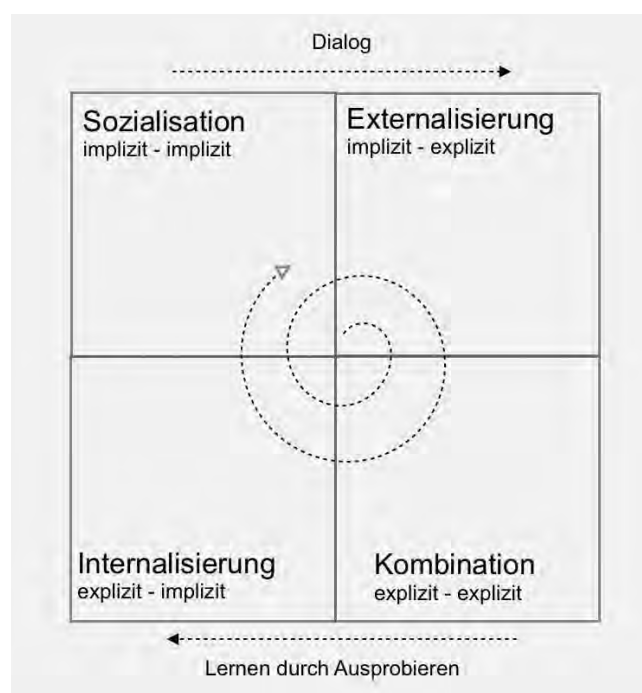 Dialog
Sozialisation
implizit - implizit
Externalisierung
implizit - explizit
Internalisierung
explizit - implizit
Kombination
explizit - explizit
Lernen durch Ausprobieren